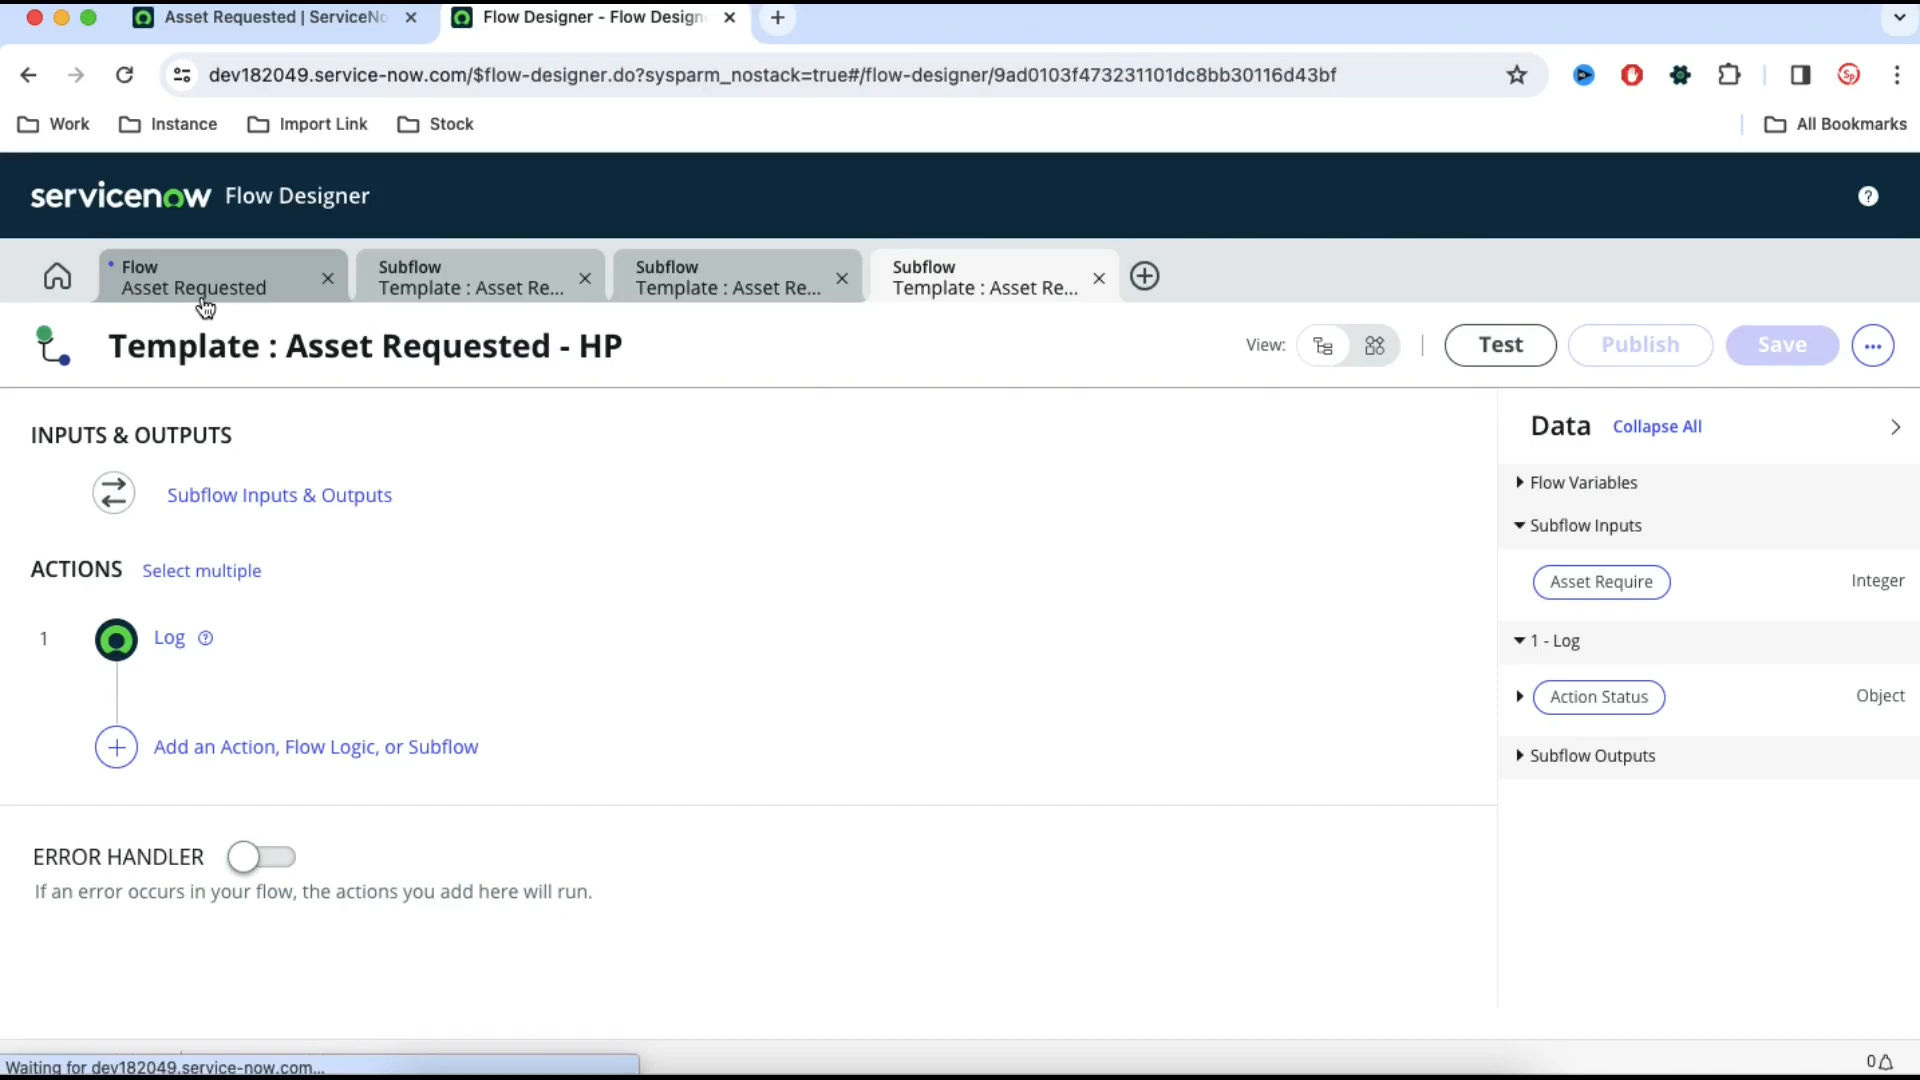 Asset Requested | ServiceNo
Flow Designer - Flow Design
dev182049.service-now.com/$flow-designer.do?sysparm_nostack=true#/flow-designer/9ad0103f473231101dc8bb30116d43bf
Sp
Work
Instance
Import Link
Stock
All Bookmarks
servicenow Flow Designer
?
Flow
Asset Requested
Subflow
Template : Asset Re...
Subflow
Template : Asset Re...
Subflow
Template : Asset Re...
Template : Asset Requested - HP
View:
Test
Publish
Save
INPUTS & OUTPUTS
Subflow Inputs & Outputs
ACTIONS
Select multiple
1
Log
?
Add an Action, Flow Logic, or Subflow
ERROR HANDLER
If an error occurs in your flow, the actions you add here will run.
Data
Collapse All
Flow Variables
Subflow Inputs
Asset Require
Integer
1 - Log
Action Status
Object
Subflow Outputs
Waiting for dev182049.service-now.com...
0